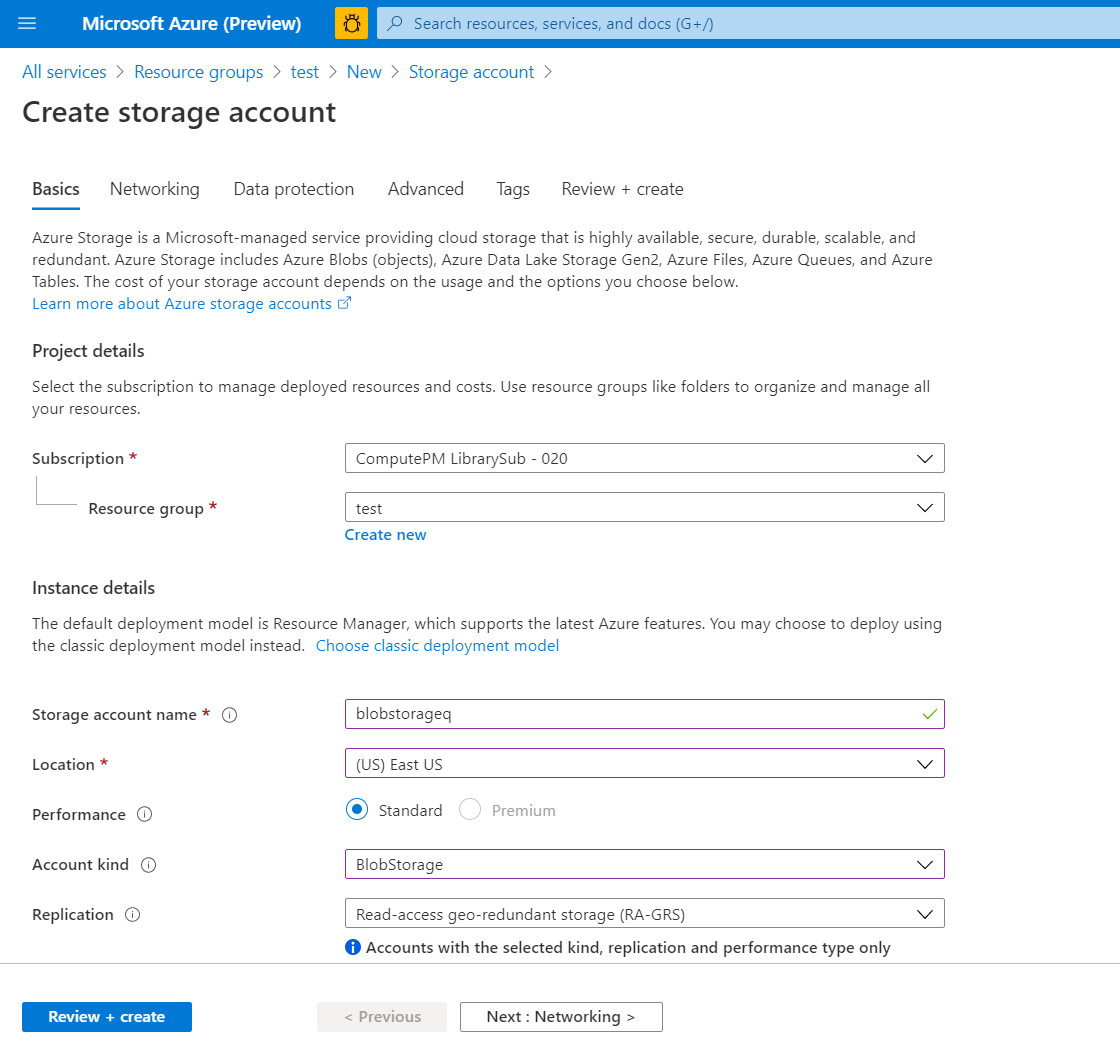 Microsoft Azure (Preview)
Search resources, services, and docs (G+/)
All services > Resource groups > test > New > Storage account >
Create storage account
Basics Networking Data protection Advanced Tags Review + create
Azure Storage is a Microsoft-managed service providing cloud storage that is highly available, secure, durable, scalable, and
redundant. Azure Storage includes Azure Blobs (objects), Azure Data Lake Storage Gen2, Azure Files, Azure Queues, and Azure
Tables. The cost of your storage account depends on the usage and the options you choose below.
Learn more about Azure storage accounts
Project details
Select the subscription to manage deployed resources and costs. Use resource groups like folders to organize and manage all
your resources.
Subscription *
ComputePM LibrarySub - 020
Resource group *
test
Create new
Instance details
The default deployment model is Resource Manager, which supports the latest Azure features. You may choose to deploy using
the classic deployment model instead. Choose classic deployment model
Storage account name *
blobstorageq
Location *
(US) East US
Performance
Standard Premium
Account kind
BlobStorage
Replication
Read-access geo-redundant storage (RA-GRS)
Accounts with the selected kind, replication and performance type only
Review + create
< Previous
Next : Networking >